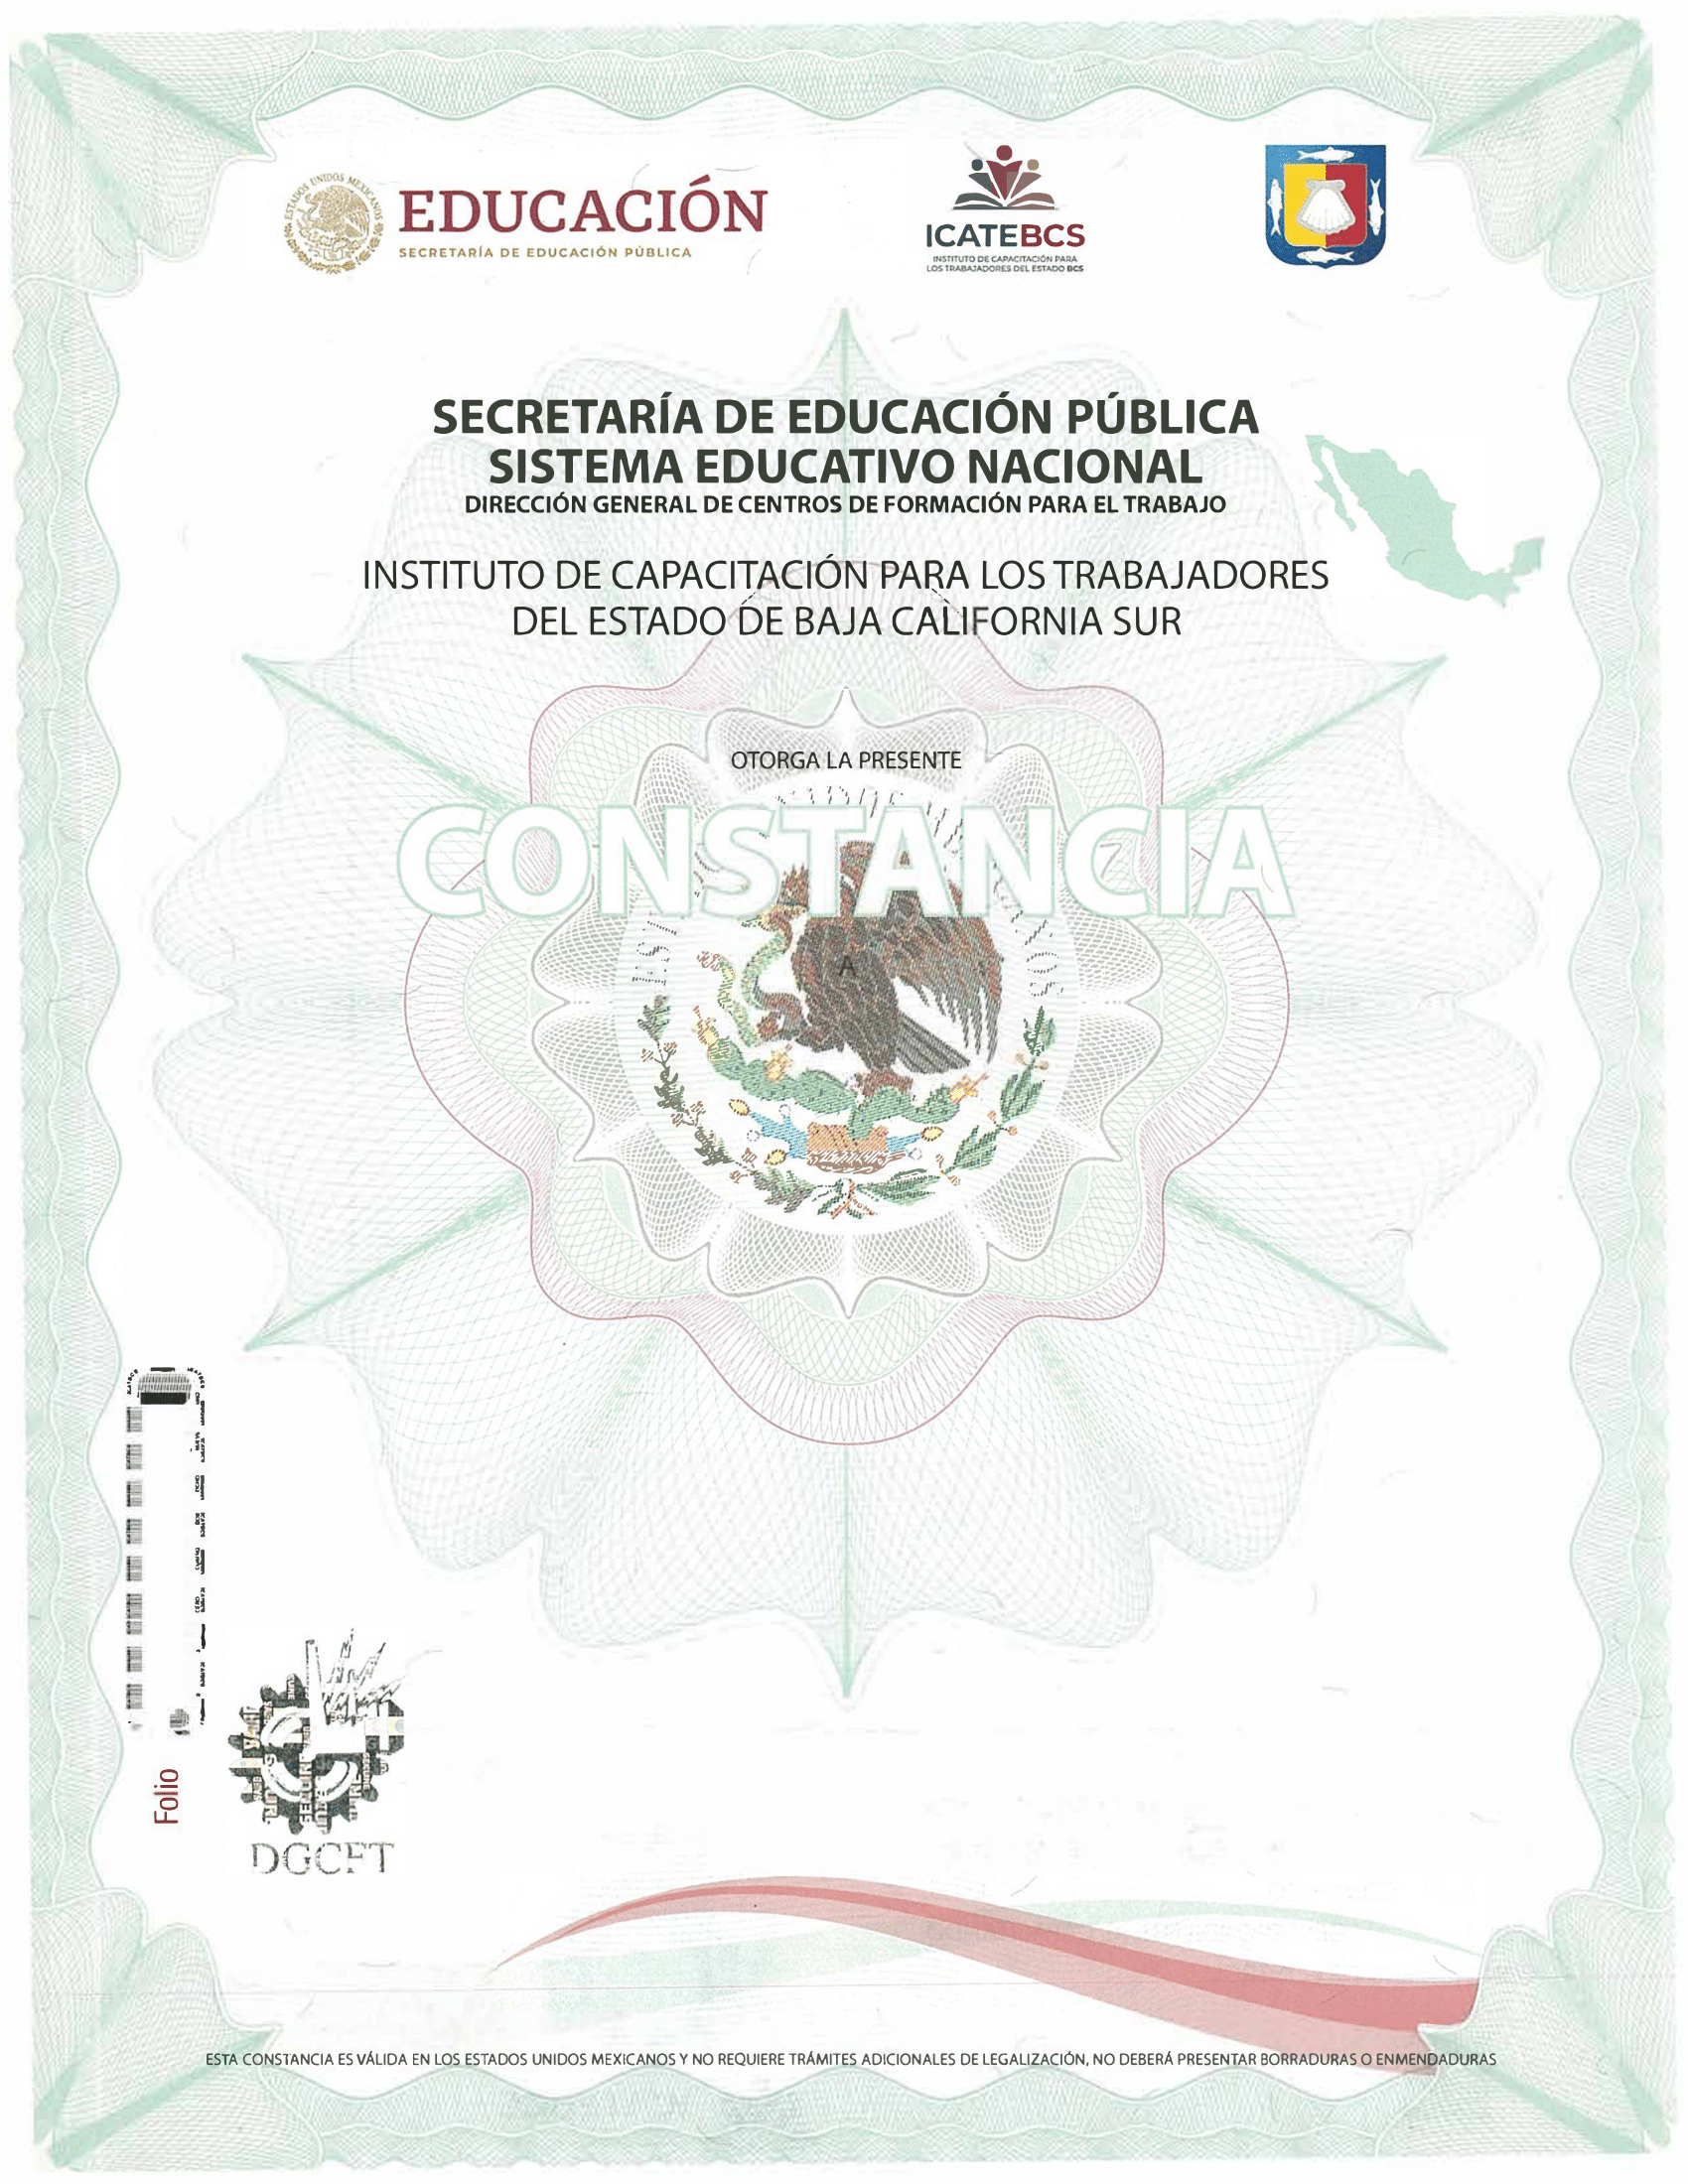 ESTADOS UNIDOS MEXICANOS
EDUCACIÓN
SECRETARÍA DE EDUCACIÓN PÚBLICA
ICATEBCS
INSTITUTO DE CAPACITACIÓN PARA
LOS TRABAJADORES DEL ESTADO BCS
SECRETARÍA DE EDUCACIÓN PÚBLICA
SISTEMA EDUCATIVO NACIONAL
DIRECCIÓN GENERAL DE CENTROS DE FORMACIÓN PARA EL TRABAJO
INSTITUTO DE CAPACITACIÓN PARA LOS TRABAJADORES
DEL ESTADO DE BAJA CALIFORNIA SUR
OTORGA LA PRESENTE
CONSTANCIA
A
Folio
DGCFT
ESTA CONSTANCIA ES VÁLIDA EN LOS ESTADOS UNIDOS MEXICANOS Y NO REQUIERE TRÁMITES ADICIONALES DE LEGALIZACIÓN, NO DEBERÁ PRESENTAR BORRADURAS O ENMENDADURAS